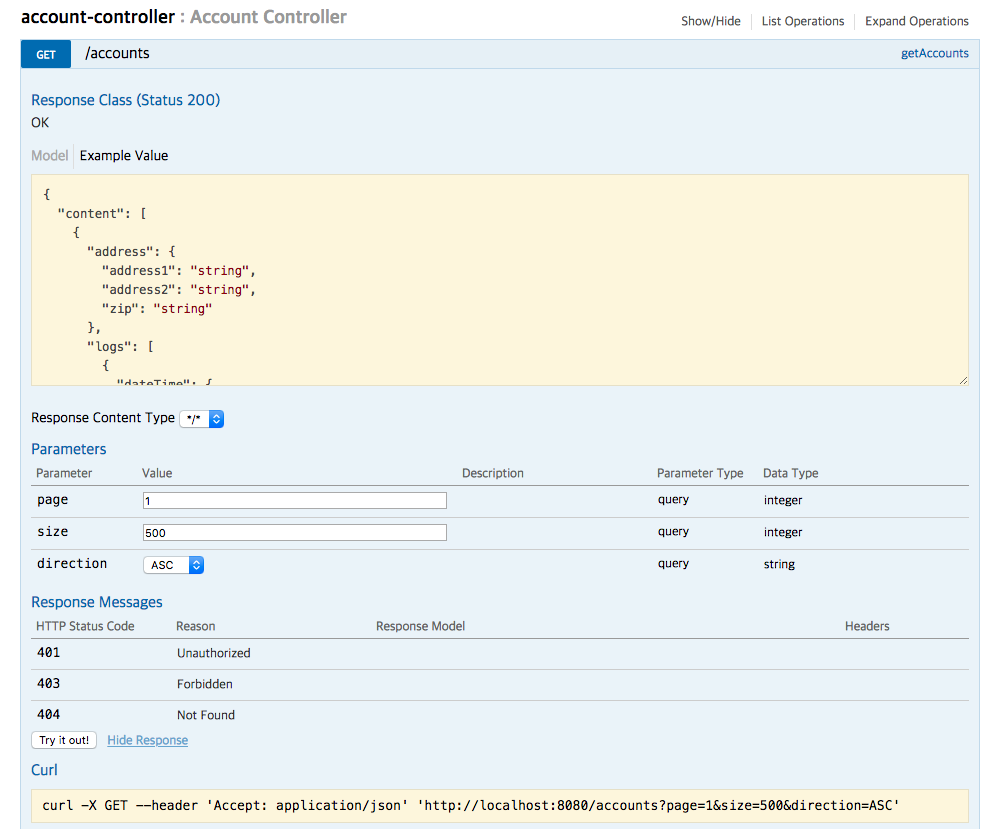 account-controller : Account Controller
Show/Hide List Operations Expand Operations
GET /accounts getAccounts
Response Class (Status 200)
OK
Model Example Value
{
"content": [
{
"address": {
"address1": "string",
"address2": "string",
"zip": "string"
},
"logs": [
{
"dateTime": {
Response Content Type */*
Parameters
Parameter Value Description Parameter Type Data Type
page 1 query integer
size 500 query integer
direction ASC query string
Response Messages
HTTP Status Code Reason Response Model Headers
401 Unauthorized
403 Forbidden
404 Not Found
Try it out! Hide Response
Curl
curl -X GET --header 'Accept: application/json' 'http://localhost:8080/accounts?page=1&size=500&direction=ASC'